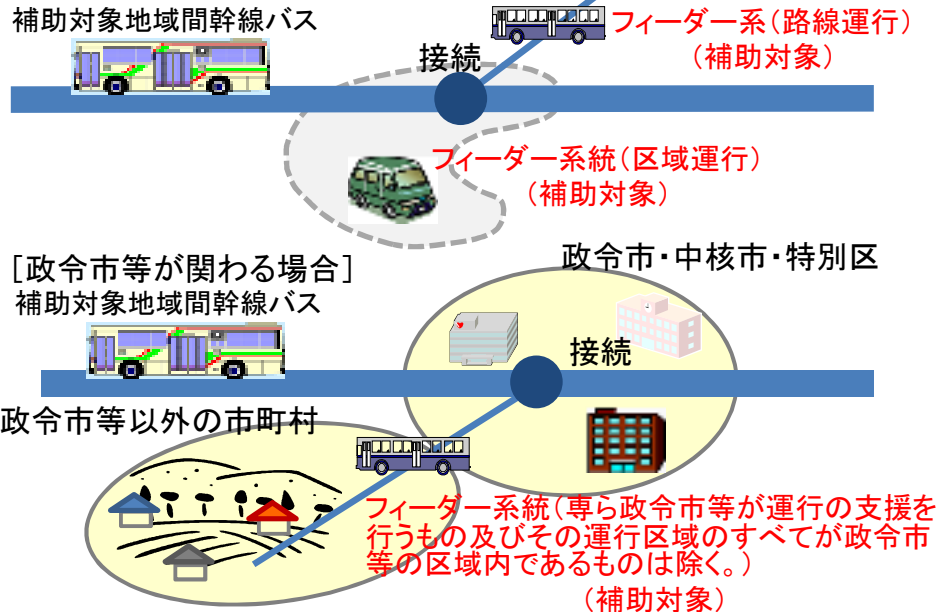 補助対象地域間幹線バス
フィーダー系(路線運行)
(補助対象)
接続
フィーダー系統(区域運行)
(補助対象)
[政令市等が関わる場合]
補助対象地域間幹線バス
政令市・中核市・特別区
接続
政令市等以外の市町村
フィーダー系統(専ら政令市等が運行の支援を
行うもの及びその運行区域のすべてが政令市
等の区域内であるものは除く。)
(補助対象)